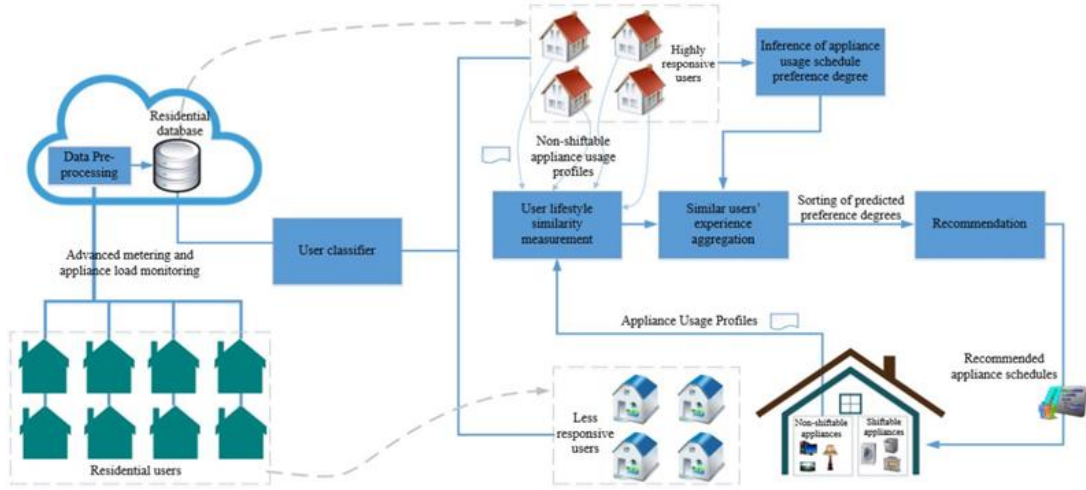 Residential
database
Data Pre-
processing
Advanced metering and
appliance load monitoring
Residential users
User classifier
Highly
responsive
users
Non-shiftable
appliance usage
profiles
Inference of appliance
usage schedule
preference degree
User lifestyle
similarity
measurement
Similar users'
experience
aggregation
Sorting of predicted
preference degrees
Recommendation
Appliance Usage Profiles
Less
responsive
users
Recommended
appliance schedules
Non-shiftable
appliances
Shiftable
appliances